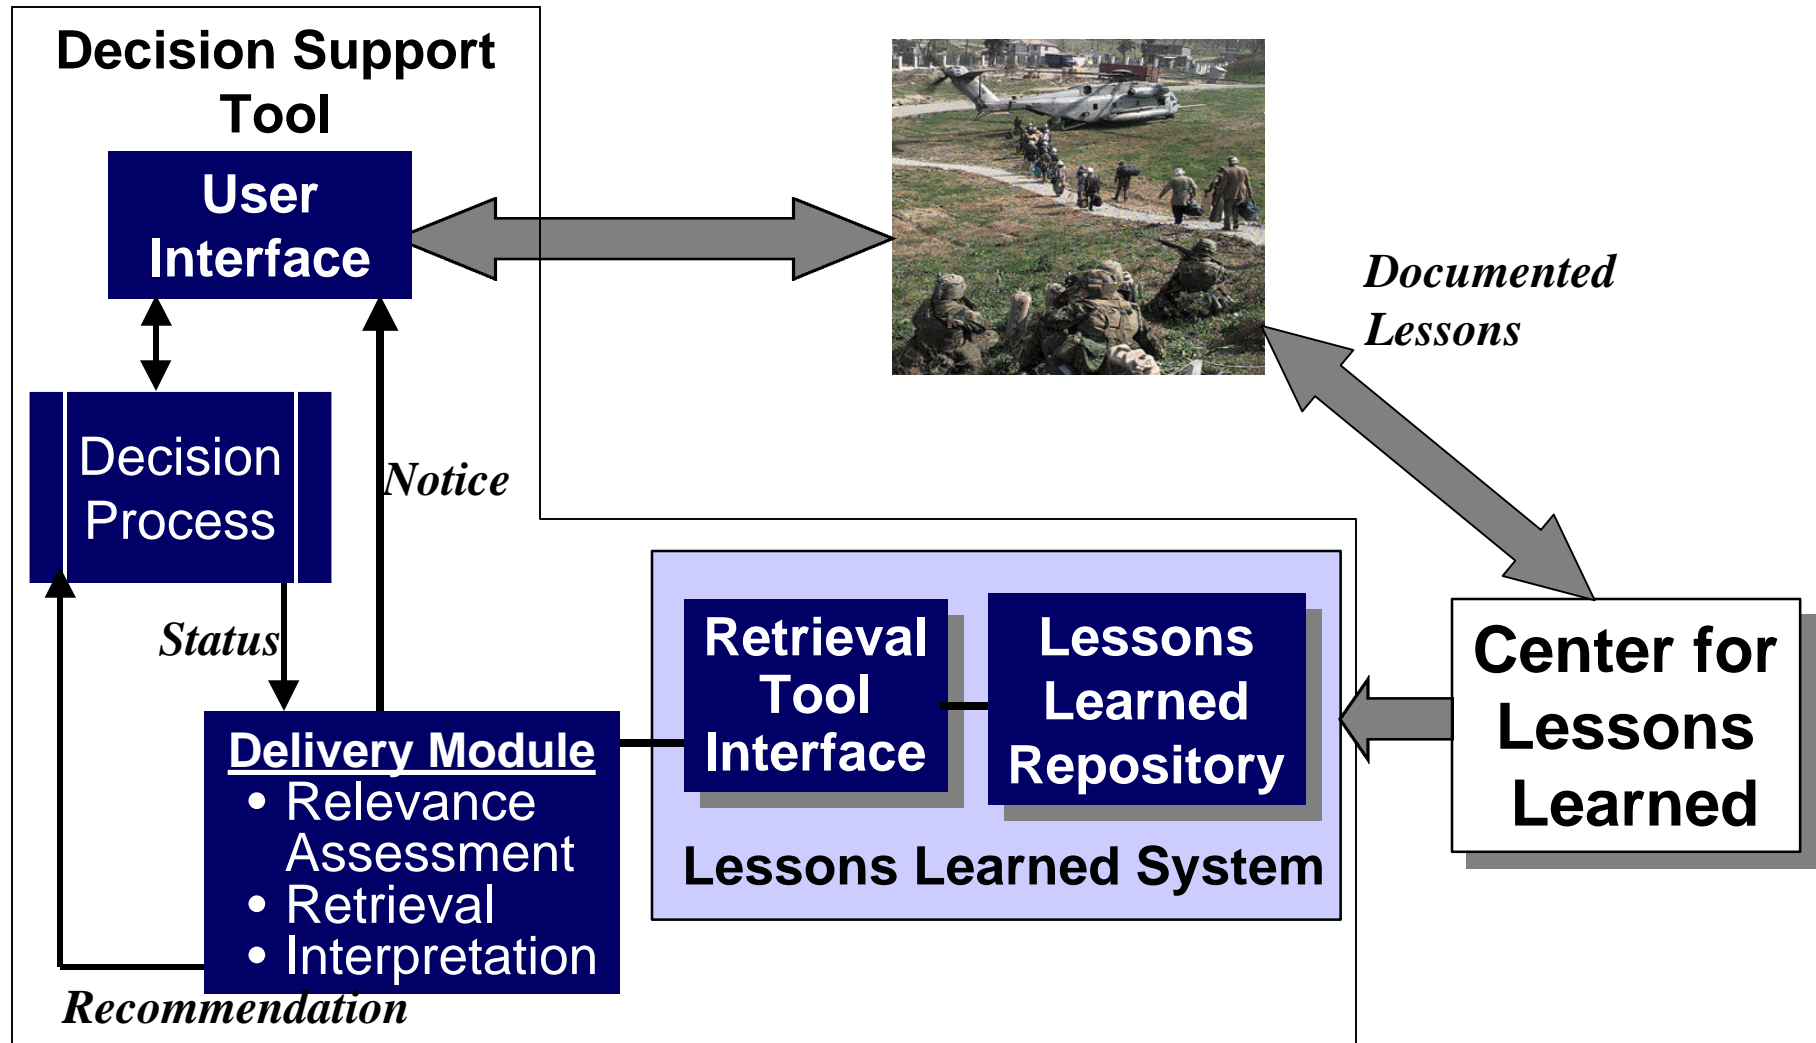 Decision Support
Tool
User
Interface
Documented
Lessons
Decision
Process
Notice
Status
Delivery Module
• Relevance
Assessment
• Retrieval
• Interpretation
Recommendation
Retrieval
Tool
Interface
Lessons
Learned
Repository
Lessons Learned System
Center for
Lessons
Learned